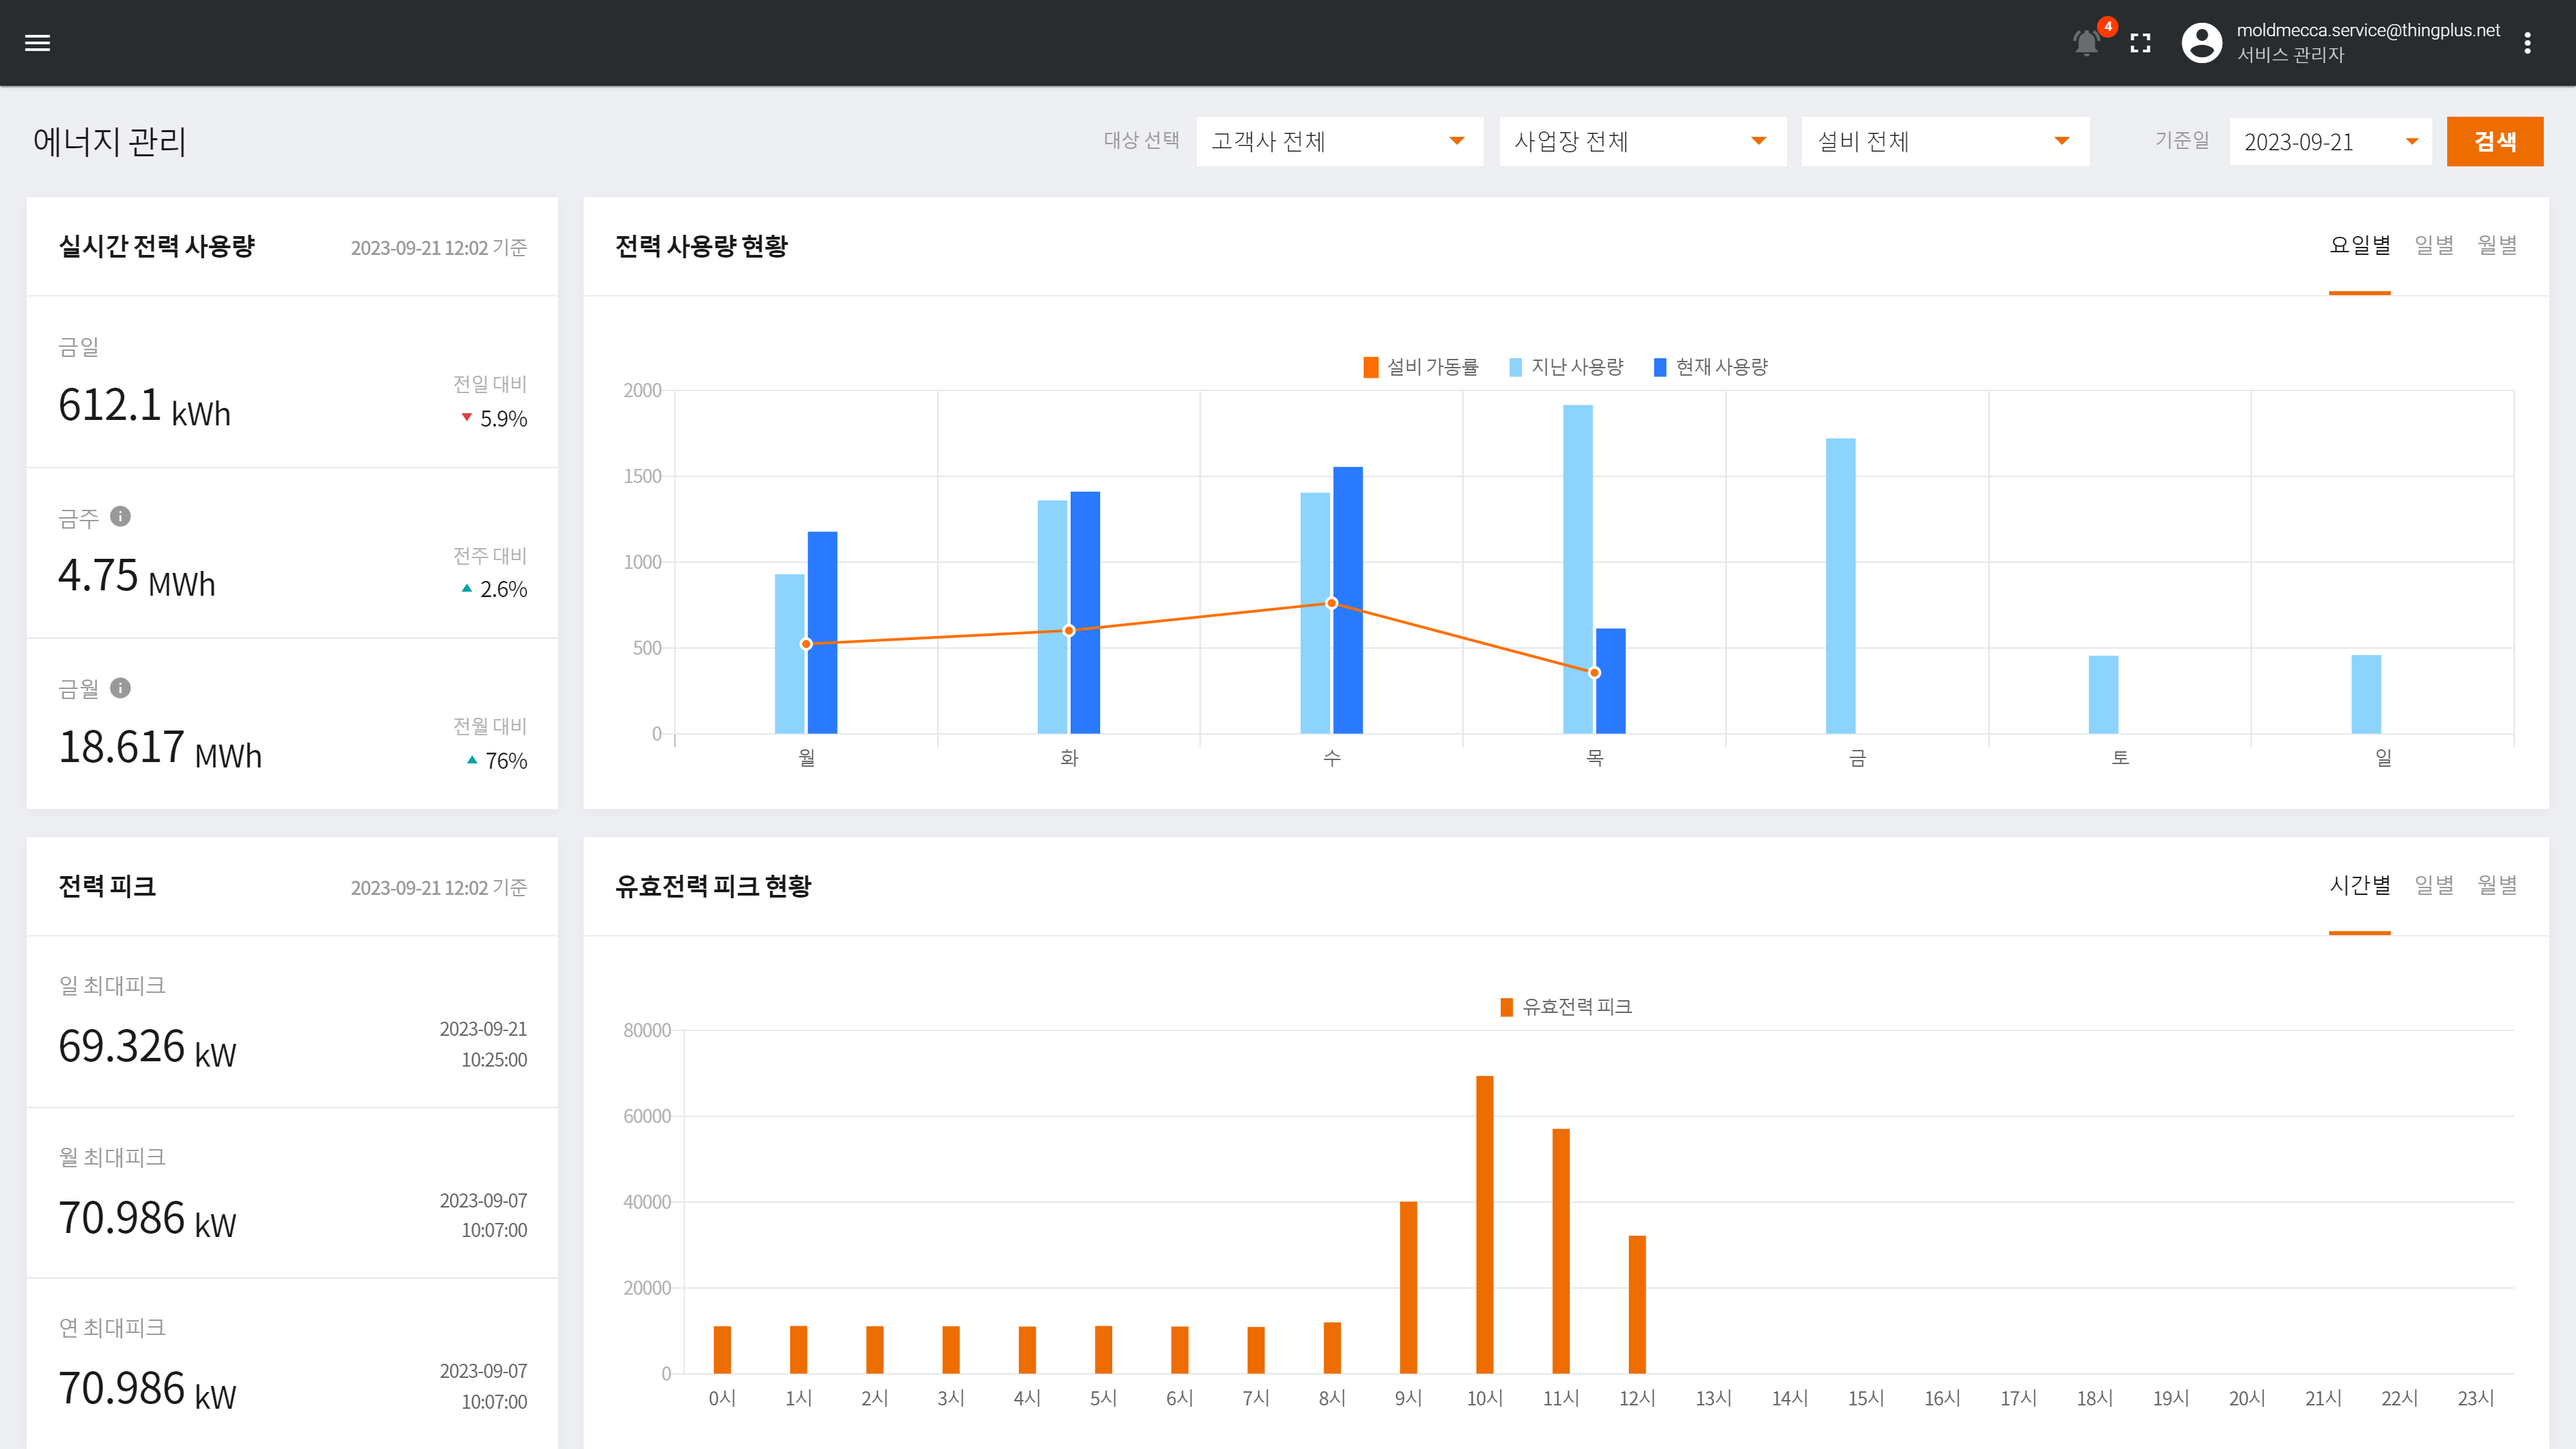 4
moldmecca.service@thingplus.net
서비스 관리자
에너지 관리
대상 선택
고객사 전체
사업장 전체
설비 전체
기준일
2023-09-21
검색
실시간 전력 사용량
2023-09-21 12:02 기준
금일
612.1 kWh
전일 대비
5.9%
금주
4.75 MWh
전주 대비
2.6%
금월
18.617 MWh
전월 대비
76%
전력 사용량 현황
요일별 일별 월별
설비 가동률 지난 사용량 현재 사용량
2000
1500
1000
500
0
월 화 수 목 금 토 일
전력 피크
2023-09-21 12:02 기준
일 최대피크
69.326 kW
2023-09-21
10:25:00
월 최대피크
70.986 kW
2023-09-07
10:07:00
연 최대피크
70.986 kW
2023-09-07
10:07:00
유효전력 피크 현황
시간별 일별 월별
유효전력 피크
80000
60000
40000
20000
0
0시 1시 2시 3시 4시 5시 6시 7시 8시 9시 10시 11시 12시 13시 14시 15시 16시 17시 18시 19시 20시 21시 22시 23시